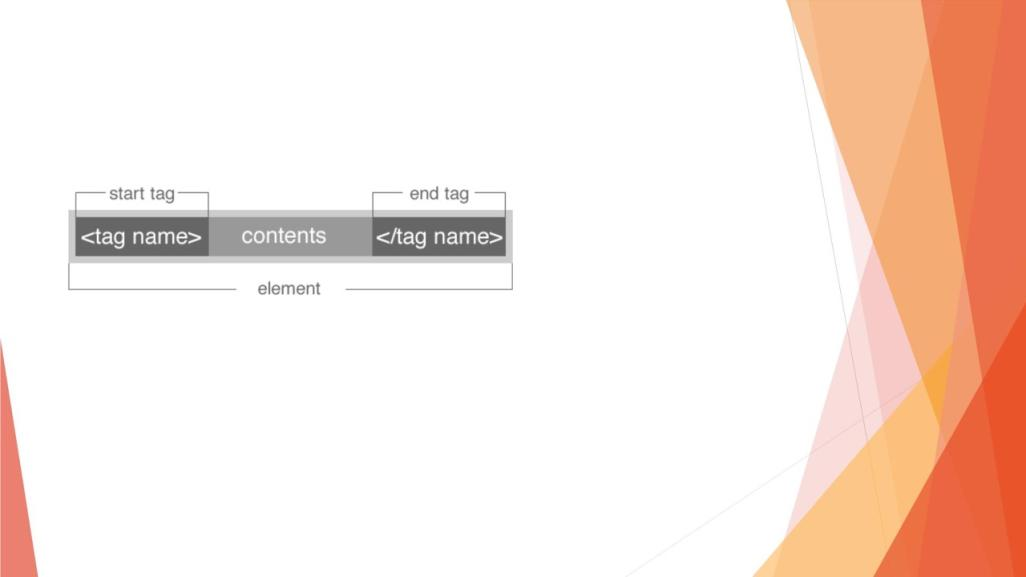 start tag end tag
<tag name> contents </tag name>
element